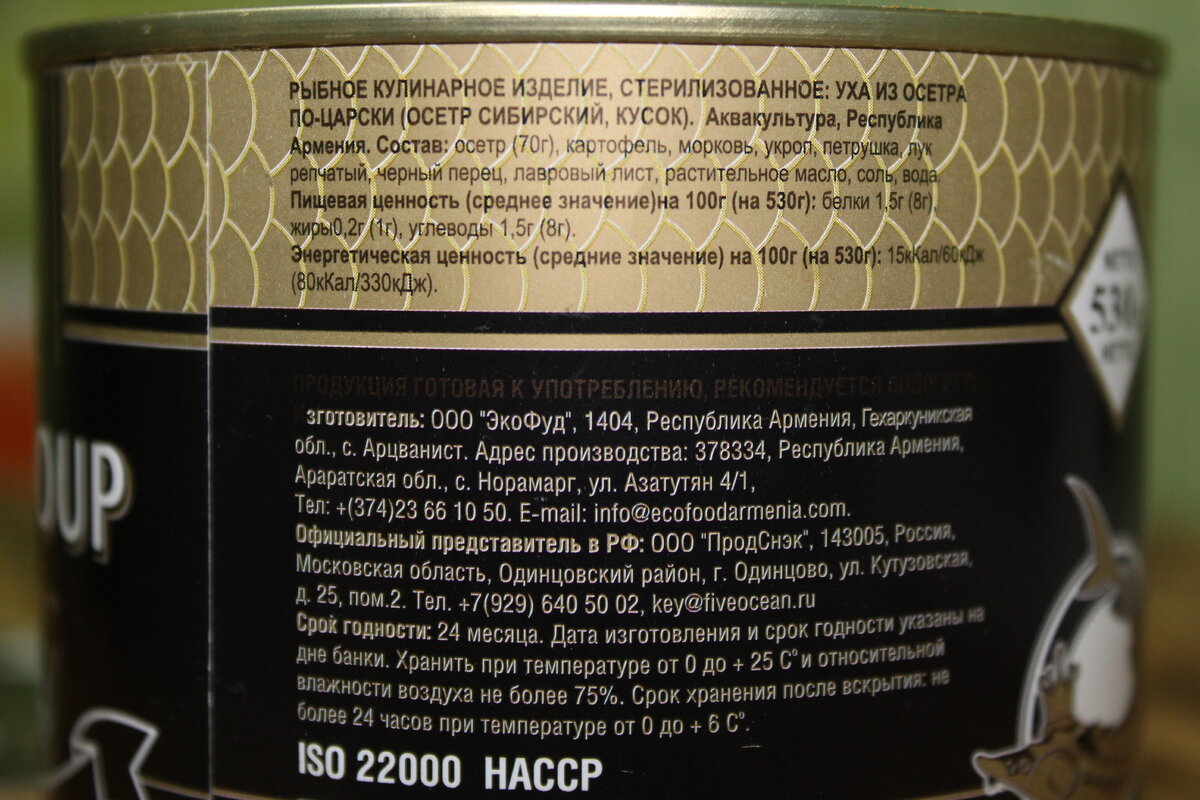 РЫБНОЕ КУЛИНАРНОЕ ИЗДЕЛИЕ, СТЕРИЛИЗОВАННОЕ: УХА ИЗ ОСЕТРА
ПО-ЦАРСКИ (ОСЕТР СИБИРСКИЙ, КУСОК). Аквакультура, Республика
Армения. Состав: осетр (70г), картофель, морковь, укроп, петрушка, лук
репчатый, черный перец, лавровый лист, растительное масло, соль, вода.
Пищевая ценность (среднее значение)на 100г (на 530г): белки 1.5г (8г),
жиры0,2г (1г), углеводы 1,5г (8г).
Энергетическая ценность (средние значение) на 100г (на 530г): 15кКал/60кДж
(80кКал/330кДж).
530
OUP
ПРОДУКЦИЯ ГОТОВАЯ К УПОТРЕБЛЕНИЮ. РЕКОМЕНДУЕТСЯ
зготовитель: ООО "ЭкоФуд", 1404, Республика Армения, Гехаркуникская
обл., с. Арцванист. Адрес производства: 378334, Республика Армения,
Араратская обл., с. Норамарг, ул. Азатутян 4/1,
Тел: +(374)23 66 10 50. E-mail: info@ecofoodarmenia.com.
Официальный представитель в РФ: ООО "ПродСнэк", 143005, Россия,
Московская область, Одинцовский район, г. Одинцово, ул. Кутузовская,
д. 25, пом.2. Тел. +7(929) 640 50 02, key@fiveocean.ru
Срок годности: 24 месяца. Дата изготовления и срок годности указаны на
дне банки. Хранить при температуре от 0 до + 25 С° и относительной
влажности воздуха не более 75%. Срок хранения после вскрытия: не
более 24 часов при температуре от 0 до + 6 С°.
ISO 22000 HACCP